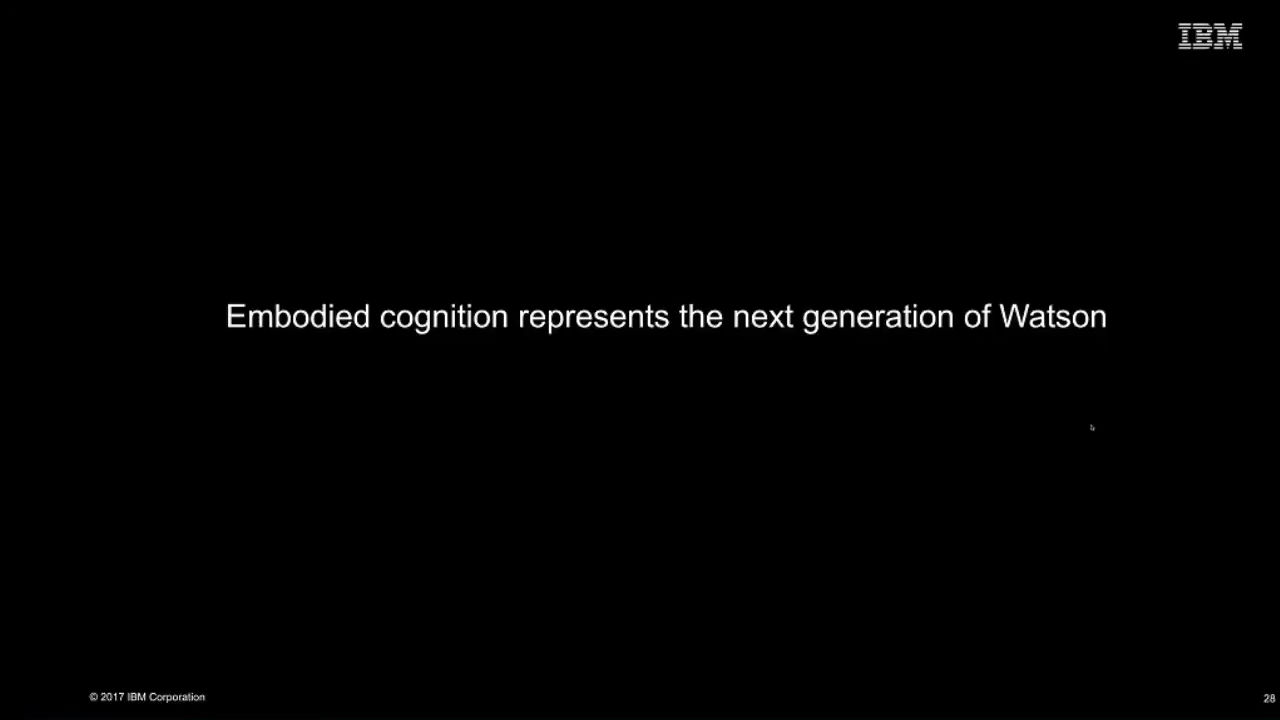 IBM
Embodied cognition represents the next generation of Watson
© 2017 IBM Corporation
28